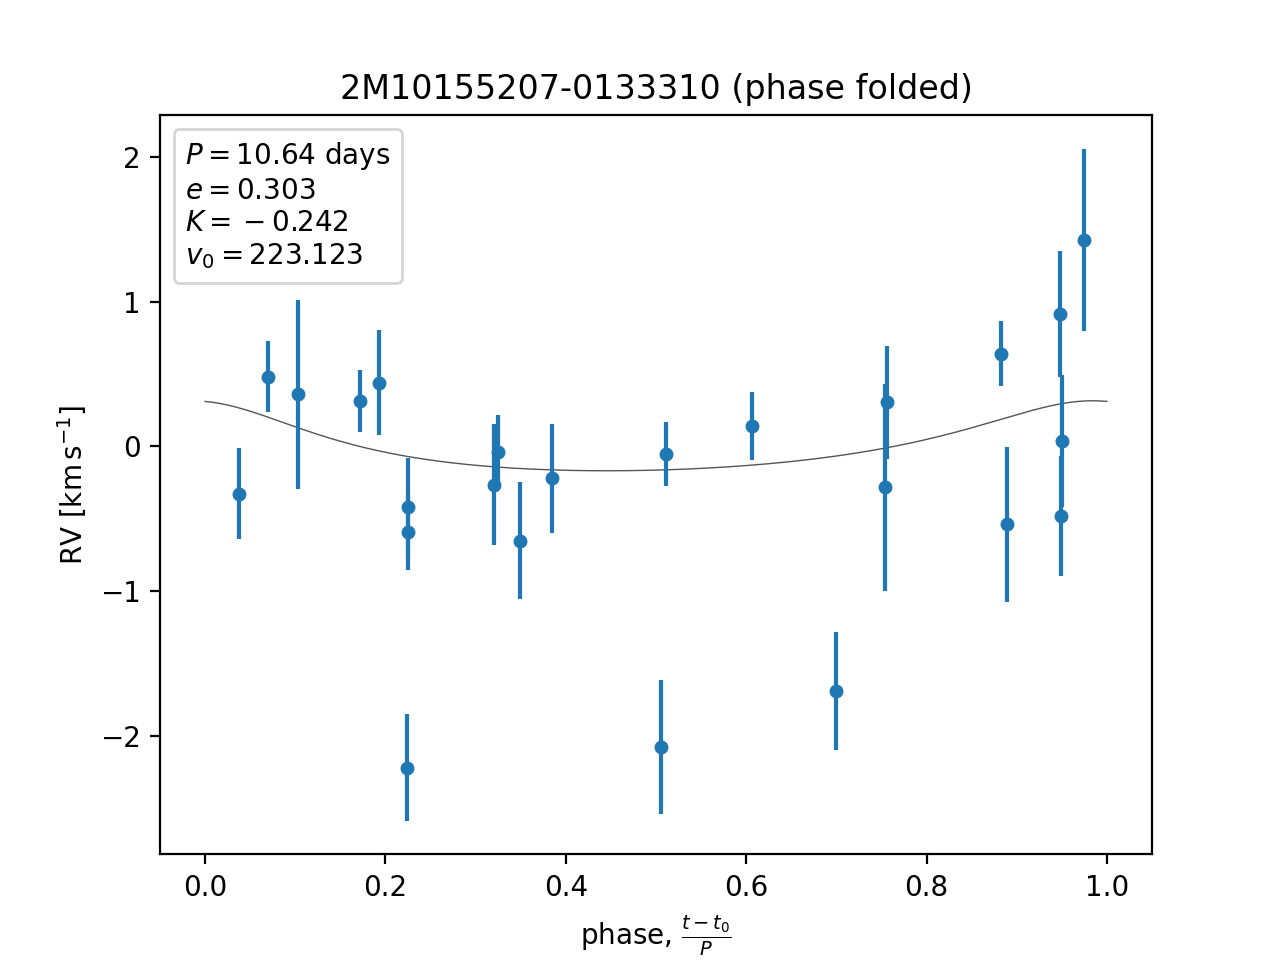 2M10155207-0133310 (phase folded)
P = 10.64 days
e = 0.303
K = −0.242
v₀ = 223.123
RV [km s⁻¹]
2
1
0
−1
−2
0.0 0.2 0.4 0.6 0.8 1.0
phase, (t − t₀)/P